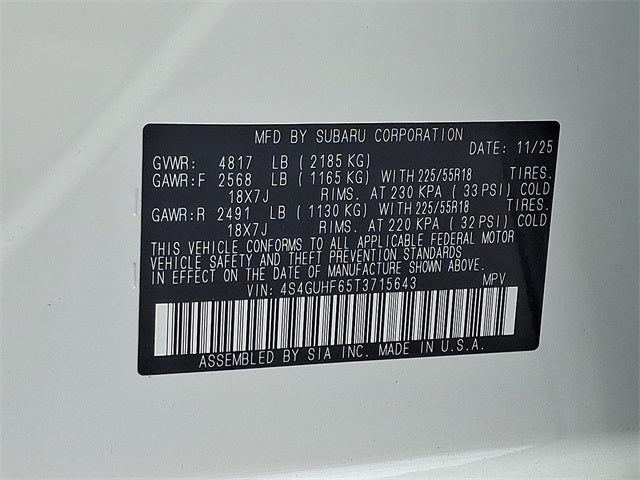 MFD BY SUBARU CORPORATION
DATE: 11/25
GVWR: 4817 LB ( 2185 KG)
GAWR:F 2568 LB ( 1165 KG) WITH 225/55R18 TIRES.
18X7J RIMS. AT 230 KPA ( 33 PSI) COLD
GAWR:R 2491 LB ( 1130 KG) WITH 225/55R18 TIRES.
18X7J RIMS. AT 220 KPA ( 32 PSI) COLD
THIS VEHICLE CONFORMS TO ALL APPLICABLE FEDERAL MOTOR
VEHICLE SAFETY AND THEFT PREVENTION STANDARDS
IN EFFECT ON THE DATE OF MANUFACTURE SHOWN ABOVE.
VIN: 4S4GUHF65T3715643 MPV
ASSEMBLED BY SIA INC. MADE IN U.S.A.